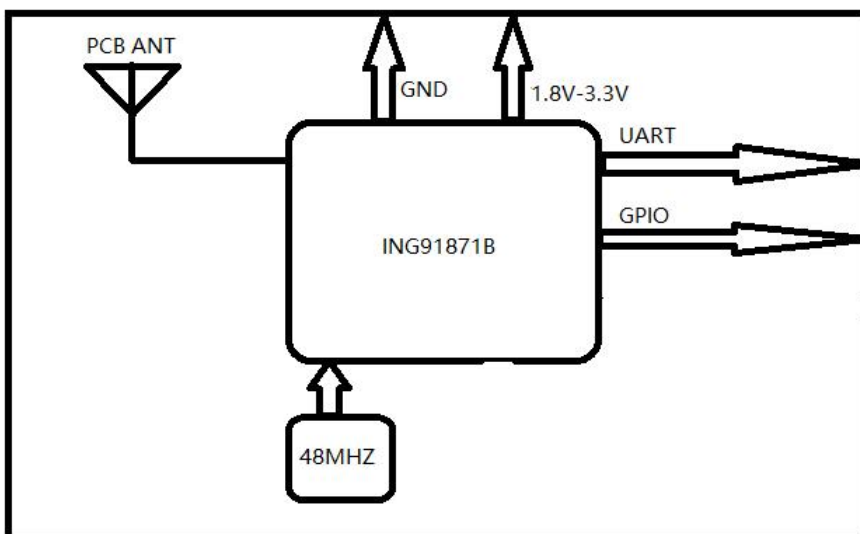 PCB ANT
GND
1.8V-3.3V
UART
GPIO
ING91871B
48MHZ